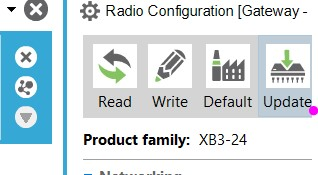 Radio Configuration [Gateway -
Read Write Default Update
Product family: XB3-24
Networking